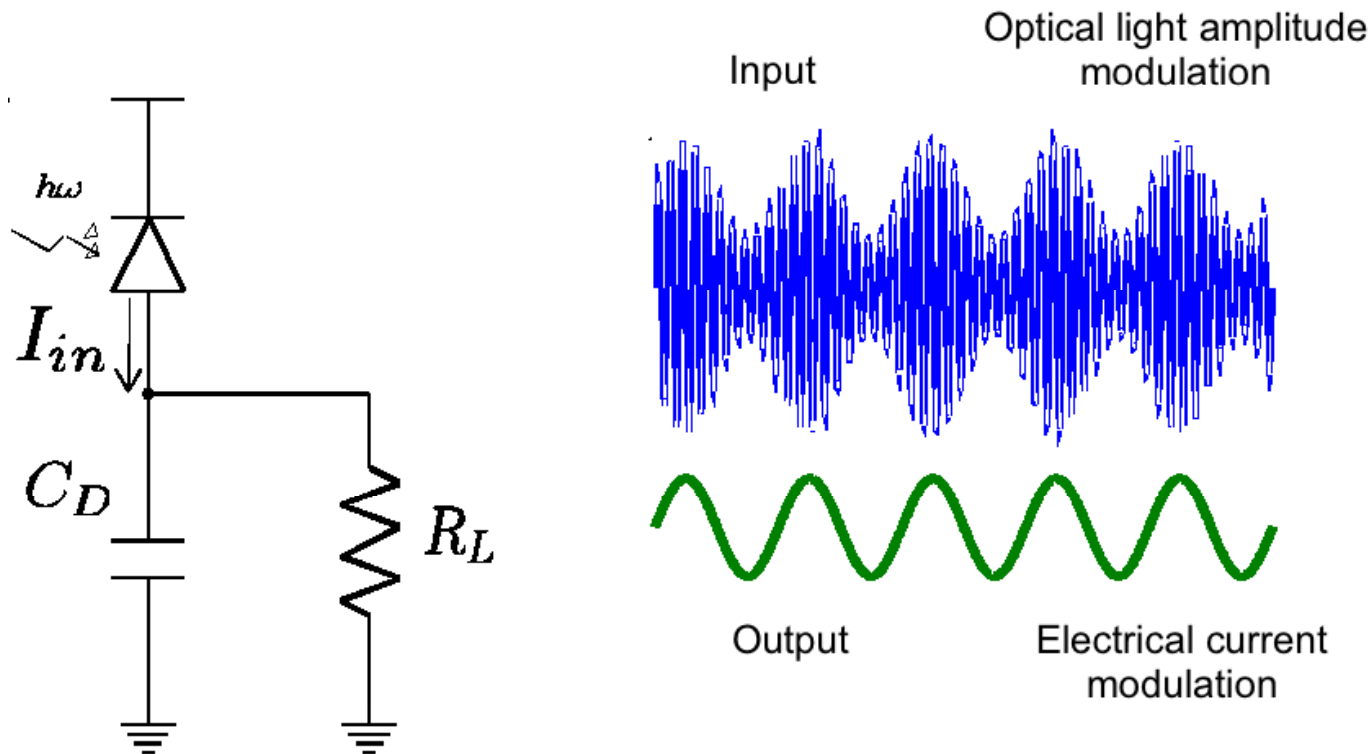 Input
Optical light amplitude
modulation
hω
I_in
C_D
R_L
Output
Electrical current
modulation